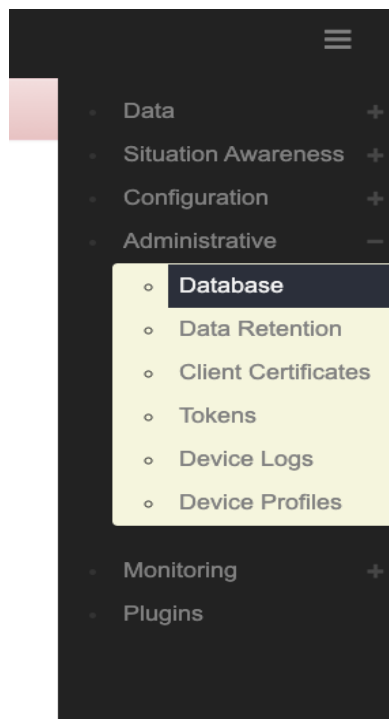 Data
Situation Awareness
Configuration
Administrative
Database
Data Retention
Client Certificates
Tokens
Device Logs
Device Profiles
Monitoring
Plugins